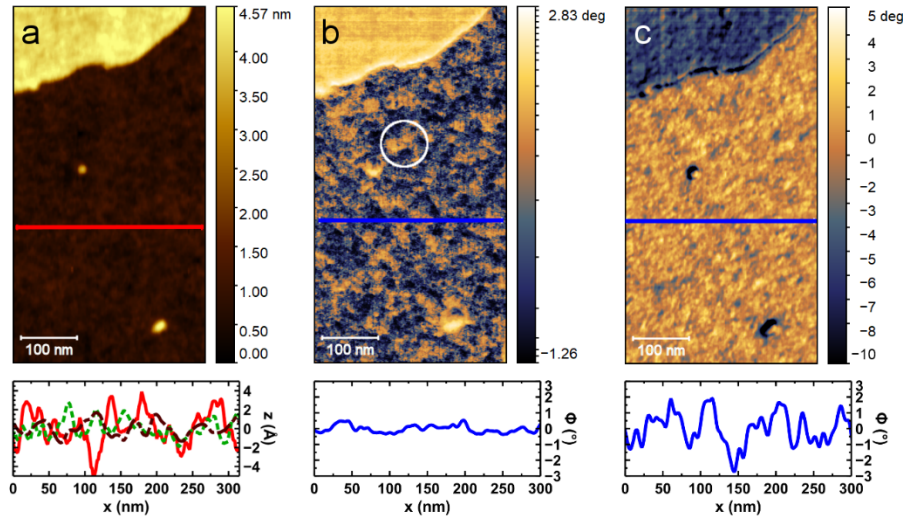 a
4.57 nm
4.00
3.50
3.00
2.50
2.00
1.50
1.00
0.50
0.00
100 nm
b
2.83 deg
−1.26
100 nm
c
5 deg
4
3
2
1
0
−1
−2
−3
−4
−5
−6
−7
−8
−10
100 nm
4
2
0
−2
−4
z (Å)
0 50 100 150 200 250 300
x (nm)
3
2
1
0
−1
−2
−3
Φ (°)
0 50 100 150 200 250 300
x (nm)
3
2
1
0
−1
−2
−3
Φ (°)
0 50 100 150 200 250 300
x (nm)